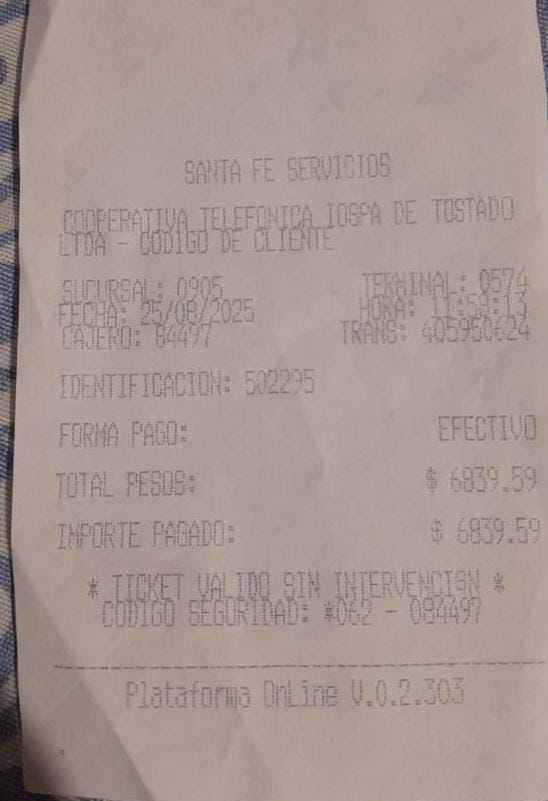 SANTA FE SERVICIOS
COOPERATIVA TELEFONICA IOSPA DE TOSTADO
LTDA - CODIGO DE CLIENTE
SUCURSAL: 0905 TERMINAL: 0574
FECHA: 25/08/2025 HORA: 11:58:13
CAJERO: 84497 TRANS: 405950624
IDENTIFICACION: 502295
FORMA PAGO: EFECTIVO
TOTAL PESOS: $ 6839.59
IMPORTE PAGADO: $ 6839.59
* TICKET VALIDO SIN INTERVENCISN *
CODIGO SEGURIDAD: *062 - 084497
Plataforma OnLine V.0.2.303